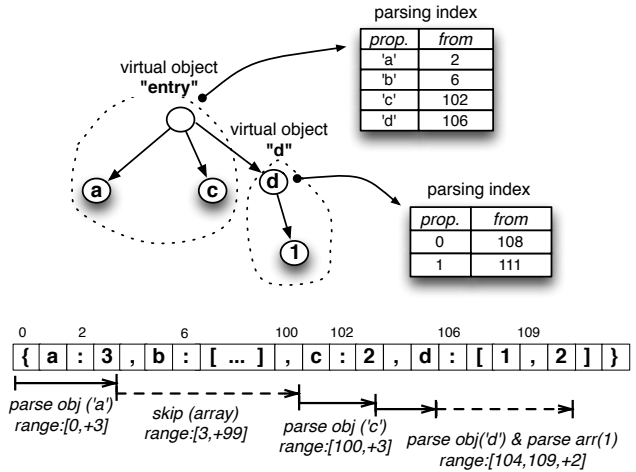 parsing index
prop. from
'a' 2
'b' 6
'c' 102
'd' 106
virtual object
"entry"
virtual object
"d"
a
c
d
1
parsing index
prop. from
0 108
1 111
0 2 6 100 102 106 109
{ a : 3 , b : [ ... ] , c : 2 , d : [ 1 , 2 ] }
parse obj ('a')
range:[0,+3]
skip (array)
range:[3,+99]
parse obj ('c')
range:[100,+3]
parse obj('d') & parse arr(1)
range:[104,109,+2]